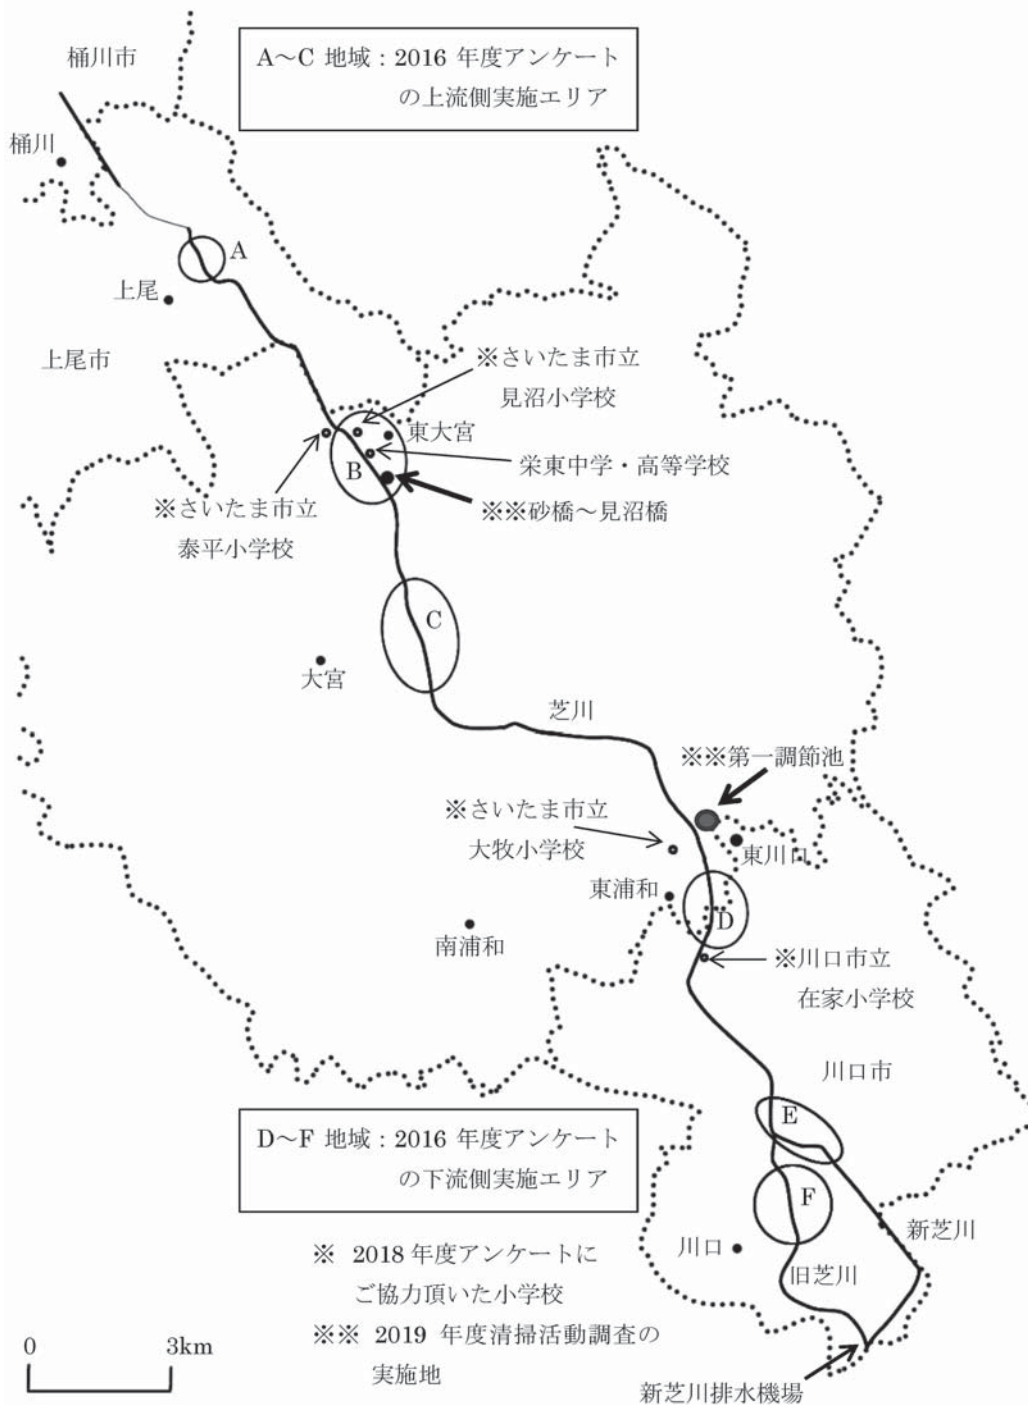 桶川市
A〜C 地域：2016 年度アンケート
の上流側実施エリア
桶川
A
上尾
上尾市
※さいたま市立
見沼小学校
東大宮
B
栄東中学・高等学校
※さいたま市立
泰平小学校
※※砂橋〜見沼橋
C
大宮
芝川
※※第一調節池
※さいたま市立
大牧小学校
東川口
東浦和
D
南浦和
※川口市立
在家小学校
川口市
E
D〜F 地域：2016 年度アンケート
の下流側実施エリア
F
新芝川
川口
旧芝川
※ 2018 年度アンケートに
ご協力頂いた小学校
※※ 2019 年度清掃活動調査の
実施地
0 3km
新芝川排水機場